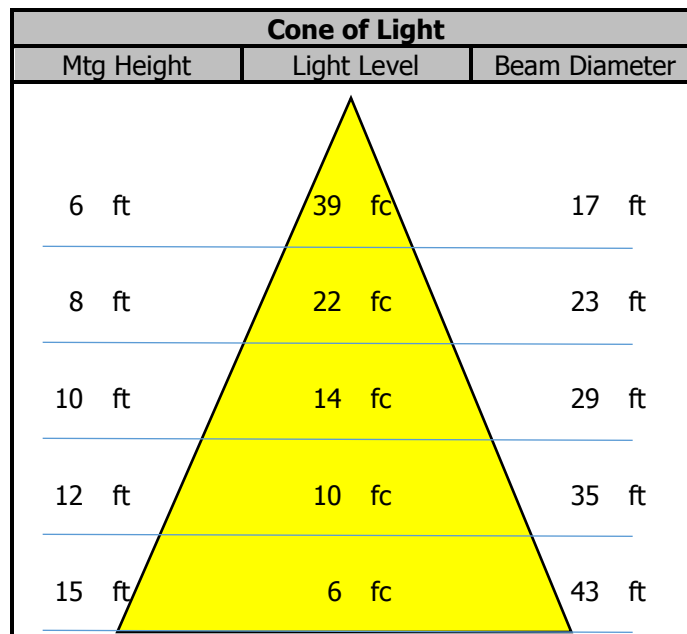 Cone of Light
Mtg Height Light Level Beam Diameter
6 ft 39 fc 17 ft
8 ft 22 fc 23 ft
10 ft 14 fc 29 ft
12 ft 10 fc 35 ft
15 ft 6 fc 43 ft